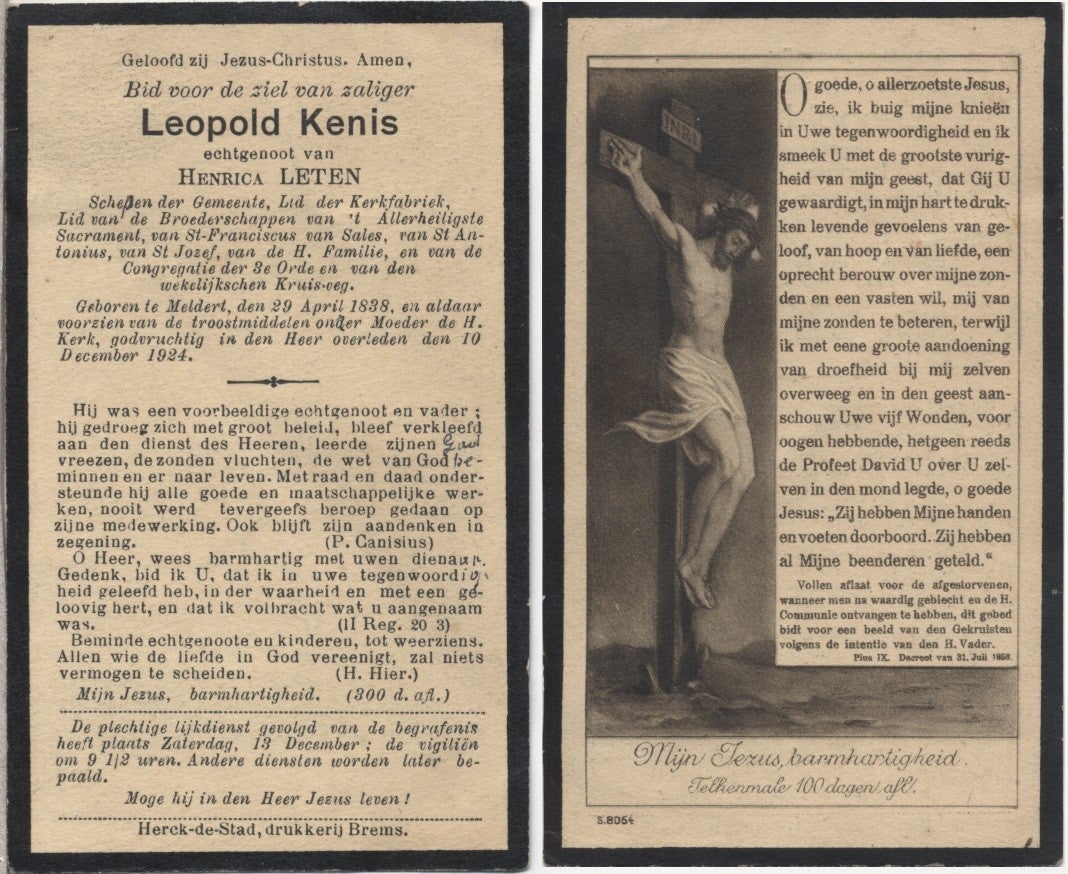 Geloofd zij Jezus-Christus. Amen,
Bid voor de ziel van zaliger
Leopold Kenis
echtgenoot van
HENRICA LETEN
Schepen der Gemeente, Lid der Kerkfabriek,
Lid van de Broederschappen van 't Allerheiligste
Sacrament, van St-Franciscus van Sales, van St An-
tonius, van St Jozef, van de H. Familie, en van de
Congregatie der 3e Orde en van den
wekelijkschen Kruisweg.
Geboren te Meldert, den 29 April 1838, en aldaar
voorzien van de troostmiddelen onzer Moeder de H.
Kerk, godvruchtig in den Heer overleden den 10
December 1924.
Hij was een voorbeeldige echtgenoot en vader ;
hij gedroeg zich met groot beleid, bleef verkleefd
aan den dienst des Heeren, leerde zijnen God
vreezen, de zonden vluchten, de wet van God be-
minnen en er naar leven. Met raad en daad onder-
steunde hij alle goede en maatschappelijke wer-
ken, nooit werd tevergeefs beroep gedaan op
zijne medewerking. Ook blijft zijn aandenken in
zegening. (P. Canisius)
O Heer, wees barmhartig met uwen dienaar.
Gedenk, bid ik U, dat ik in uwe tegenwoordig-
heid geleefd heb, in der waarheid en met een ge-
loovig hert, en dat ik volbracht wat u aangenaam
was. (II Reg. 20 3)
Beminde echtgenoote en kinderen, tot weerziens.
Allen wie de liefde in God vereenigt, zal niets
vermogen te scheiden. (H. Hier.)
Mijn Jezus, barmhartigheid. (300 d. afl.)
De plechtige lijkdienst gevolgd van de begrafenis
heeft plaats Zaterdag, 13 December ; de vigiliën
om 9 1/2 uren. Andere diensten worden later be-
paald.
Moge hij in den Heer Jezus leven !
Herck-de-Stad, drukkerij Brems.
INRI
O goede, o allerzoetste Jesus,
zie, ik buig mijne knieën
in Uwe tegenwoordigheid en ik
smeek U met de grootste vurig-
heid van mijn geest, dat Gij U
gewaardigt, in mijn hart te druk-
ken levende gevoelens van ge-
loof, van hoop en van liefde, een
oprecht berouw over mijne zon-
den en een vasten wil, mij van
mijne zonden te beteren, terwijl
ik met eene groote aandoening
van droefheid bij mij zelven
overweeg en in den geest aan-
schouw Uwe vijf Wonden, voor
oogen hebbende, hetgeen reeds
de Profeet David U over U zel-
ven in den mond legde, o goede
Jesus: „Zij hebben Mijne handen
en voeten doorboord. Zij hebben
al Mijne beenderen geteld."
Vollen aflaat voor de afgestorvenen,
wanneer men na waardig gebiecht en de H.
Communie ontvangen te hebben, dit gebed
bidt voor een beeld van den Gekruisten
volgens de intentie van den H. Vader.
Pius IX. Decreet van 31. Juli 1858.
Mijn Jezus, barmhartigheid.
Telkenmale 100 dagen afl.
S.8054